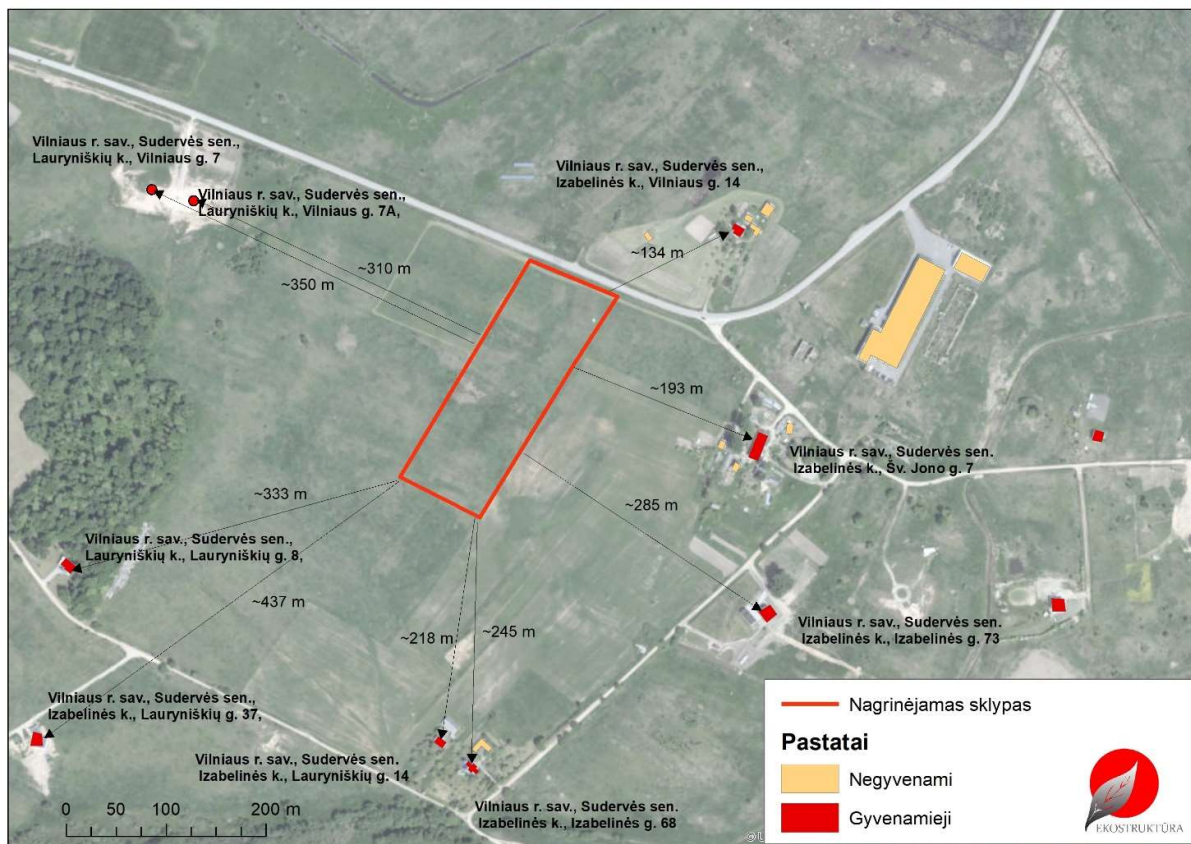 Vilniaus r. sav., Sudervės sen.,
Lauryniškių k., Vilniaus g. 7
Vilniaus r. sav., Sudervės sen.,
Lauryniškių k., Vilniaus g. 7A,
Vilniaus r. sav., Sudervės sen.,
Izabelinės k., Vilniaus g. 14
~134 m
~310 m
~350 m
~193 m
Vilniaus r. sav., Sudervės sen.
Izabelinės k., Šv. Jono g. 7
~333 m
~285 m
Vilniaus r. sav., Sudervės sen.,
Lauryniškių k., Lauryniškių g. 8,
~437 m
~218 m
~245 m
Vilniaus r. sav., Sudervės sen.
Izabelinės k., Izabelinės g. 73
Vilniaus r. sav., Sudervės sen.,
Izabelinės k., Lauryniškių g. 37,
Vilniaus r. sav., Sudervės sen.
Izabelinės k., Lauryniškių g. 14
Vilniaus r. sav., Sudervės sen.
Izabelinės k., Izabelinės g. 68
0 50 100 200 m
Nagrinėjamas sklypas
Pastatai
Negyvenami
Gyvenamieji
EKOSTRUKTŪRA